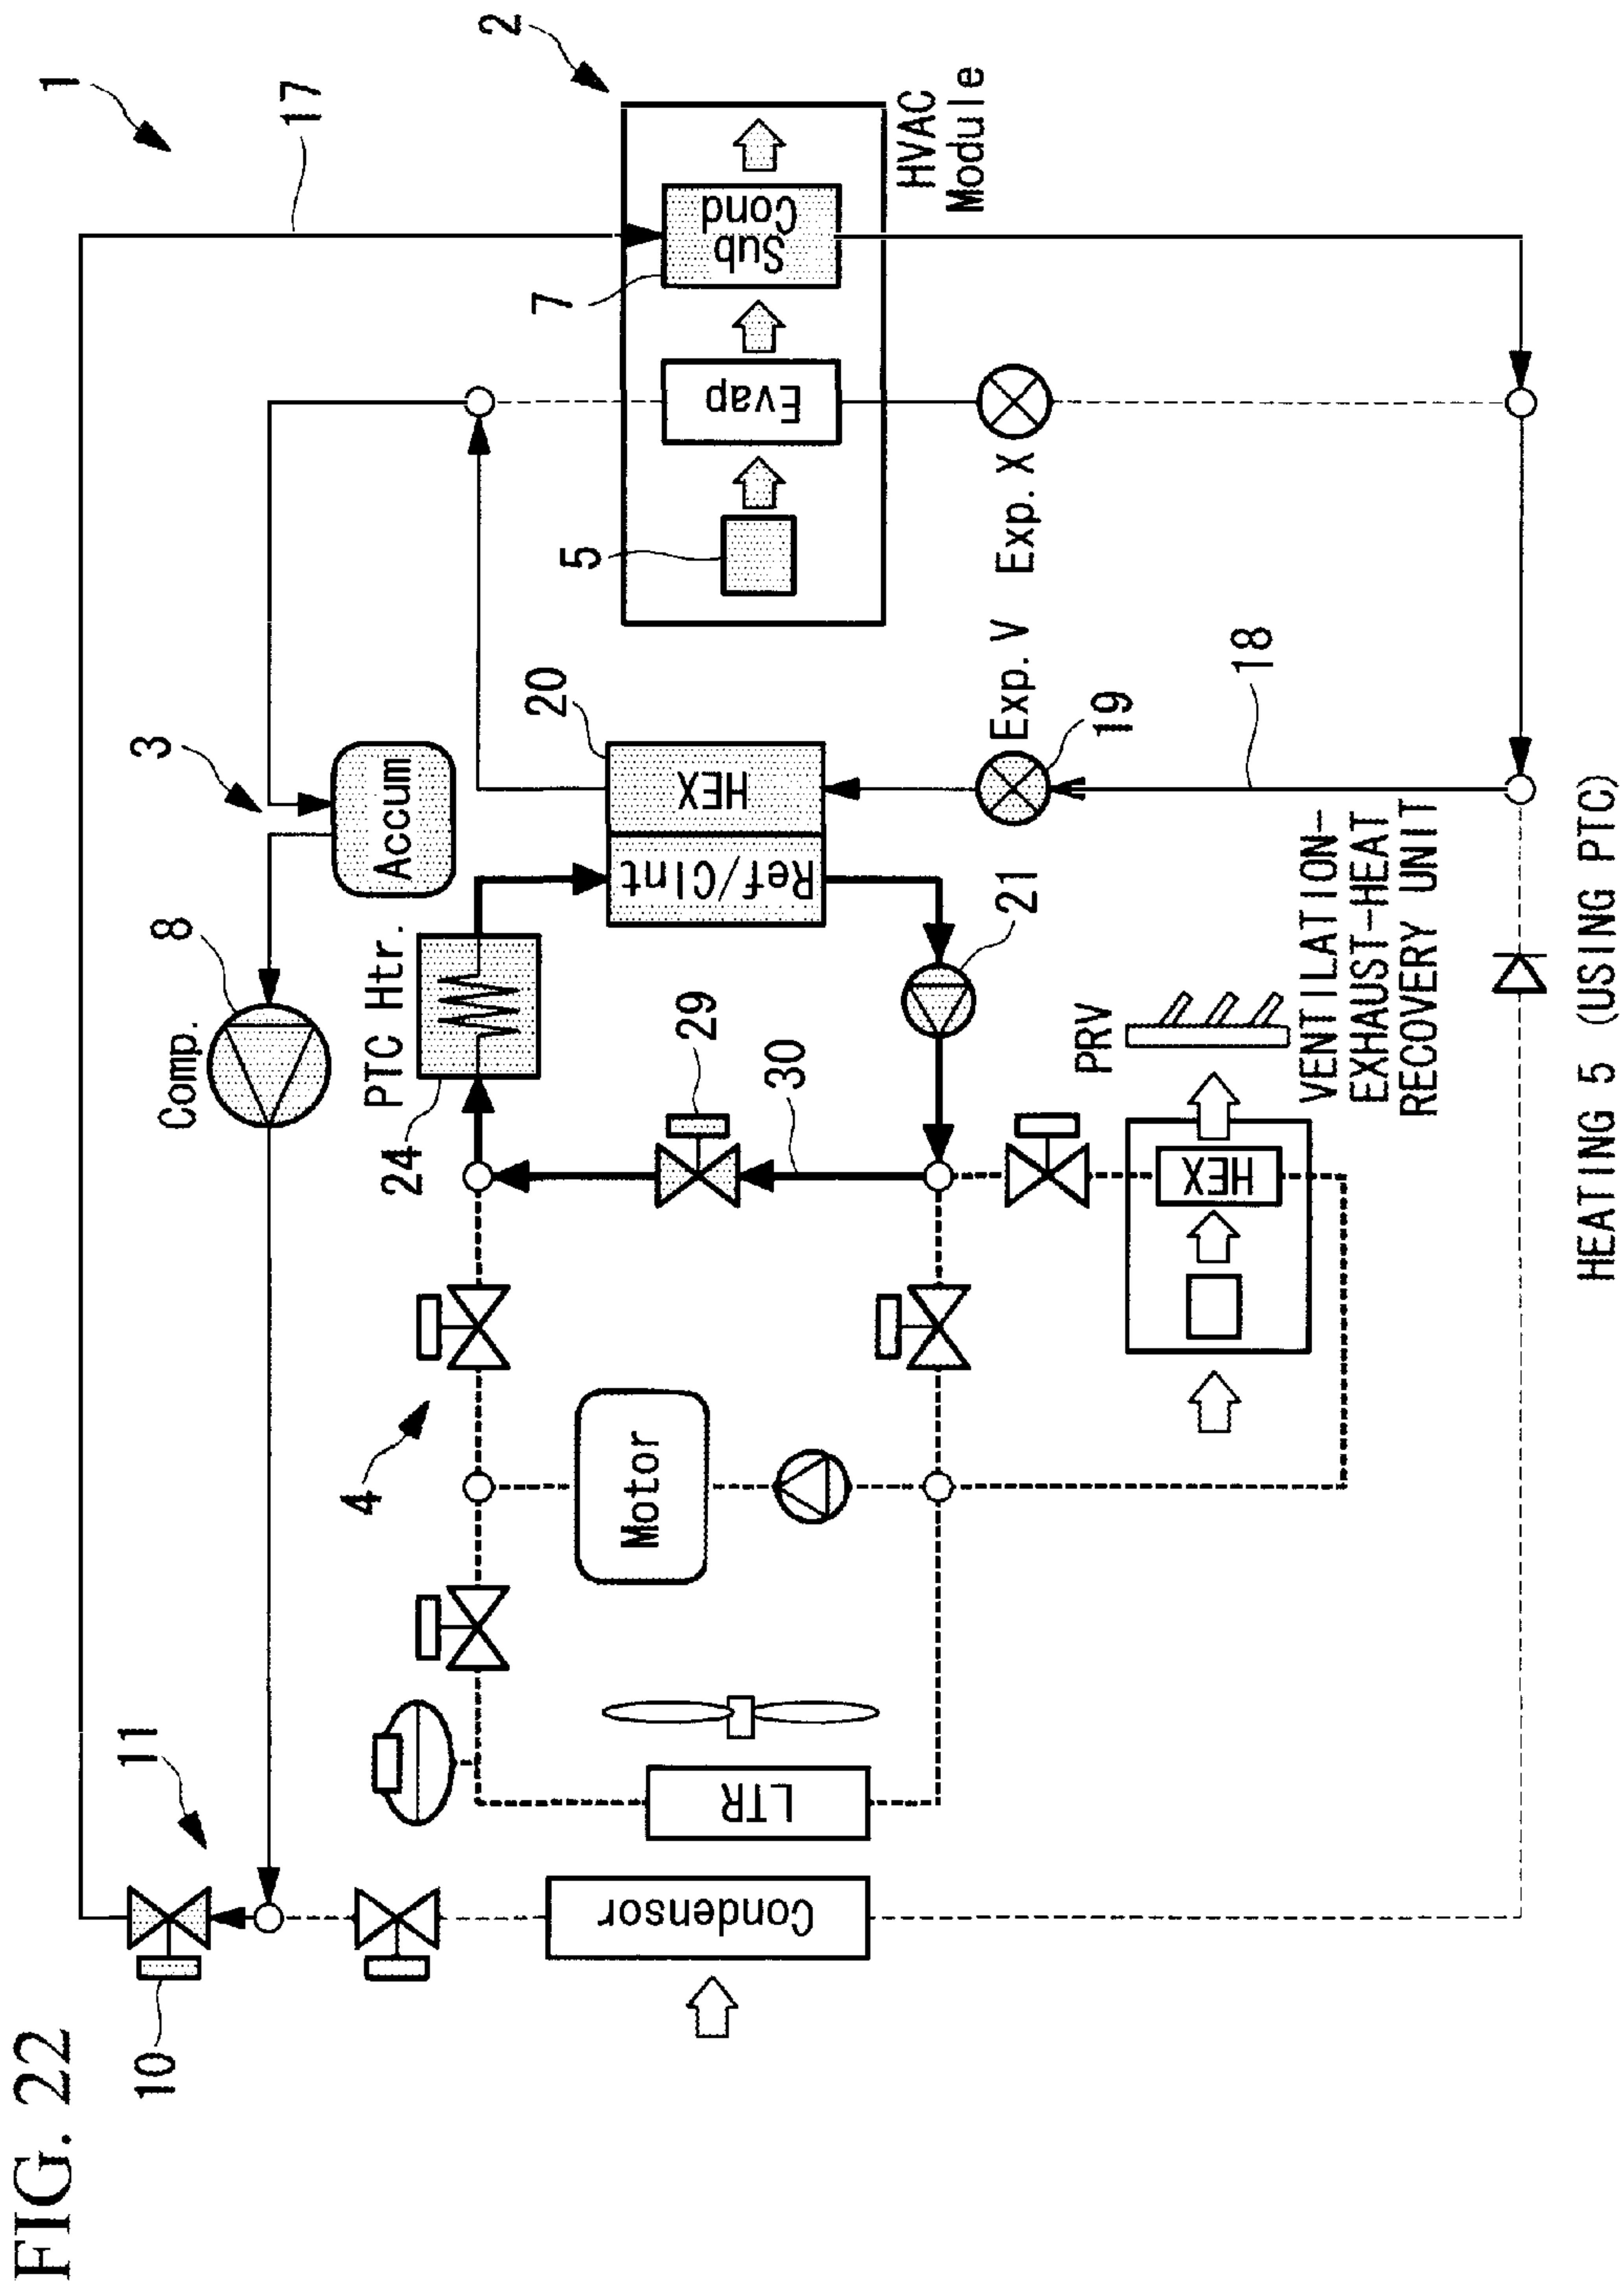 FIG. 22
1
17
2
3
8
Comp.
Accum
11
10
4
PTC Htr.
24
20
HEX
Ref/Clnt
7
Sub
Cond
Evap
5
HVAC
Module
29
30
21
Motor
LTR
Condensor
Exp. V
Exp. X
19
18
PRV
HEX
VENTILATION-
EXHAUST-HEAT
RECOVERY UNIT
HEATING 5 (USING PTC)